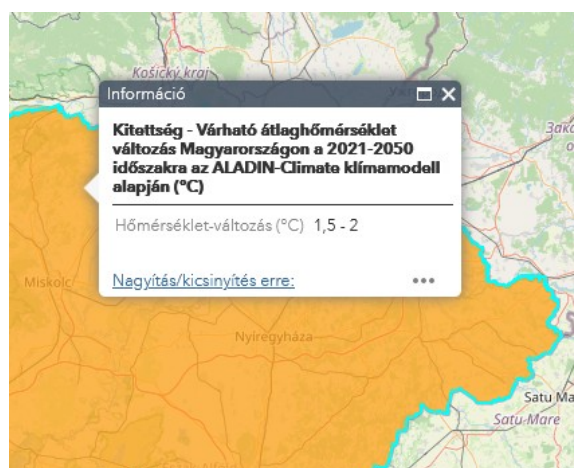 Košický kraj
Információ
Kitettség - Várható átlaghőmérséklet
változás Magyarországon a 2021-2050
időszakra az ALADIN-Climate klímamodell
alapján (°C)
Hőmérséklet-változás (°C) 1,5 - 2
Nagyítás/kicsinyítés erre:
Miskolc
Nyíregyháza
Satu Ma
Satu Mare